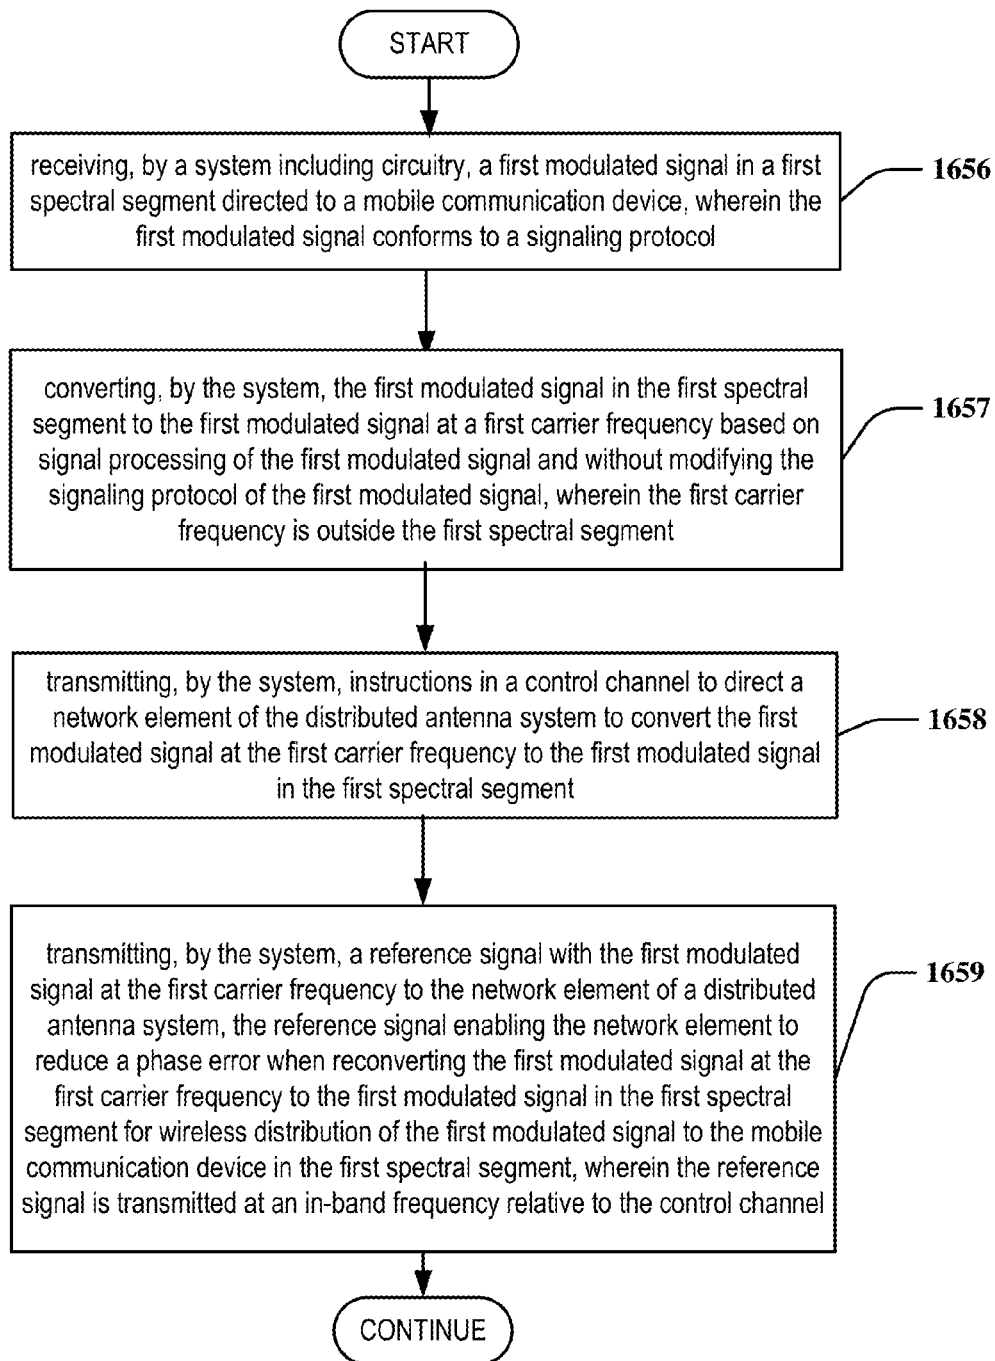 START
receiving, by a system including circuitry, a first modulated signal in a first
spectral segment directed to a mobile communication device, wherein the
first modulated signal conforms to a signaling protocol
1656
converting, by the system, the first modulated signal in the first spectral
segment to the first modulated signal at a first carrier frequency based on
signal processing of the first modulated signal and without modifying the
signaling protocol of the first modulated signal, wherein the first carrier
frequency is outside the first spectral segment
1657
transmitting, by the system, instructions in a control channel to direct a
network element of the distributed antenna system to convert the first
modulated signal at the first carrier frequency to the first modulated signal
in the first spectral segment
1658
transmitting, by the system, a reference signal with the first modulated
signal at the first carrier frequency to the network element of a distributed
antenna system, the reference signal enabling the network element to
reduce a phase error when reconverting the first modulated signal at the
first carrier frequency to the first modulated signal in the first spectral
segment for wireless distribution of the first modulated signal to the mobile
communication device in the first spectral segment, wherein the reference
signal is transmitted at an in-band frequency relative to the control channel
1659
CONTINUE